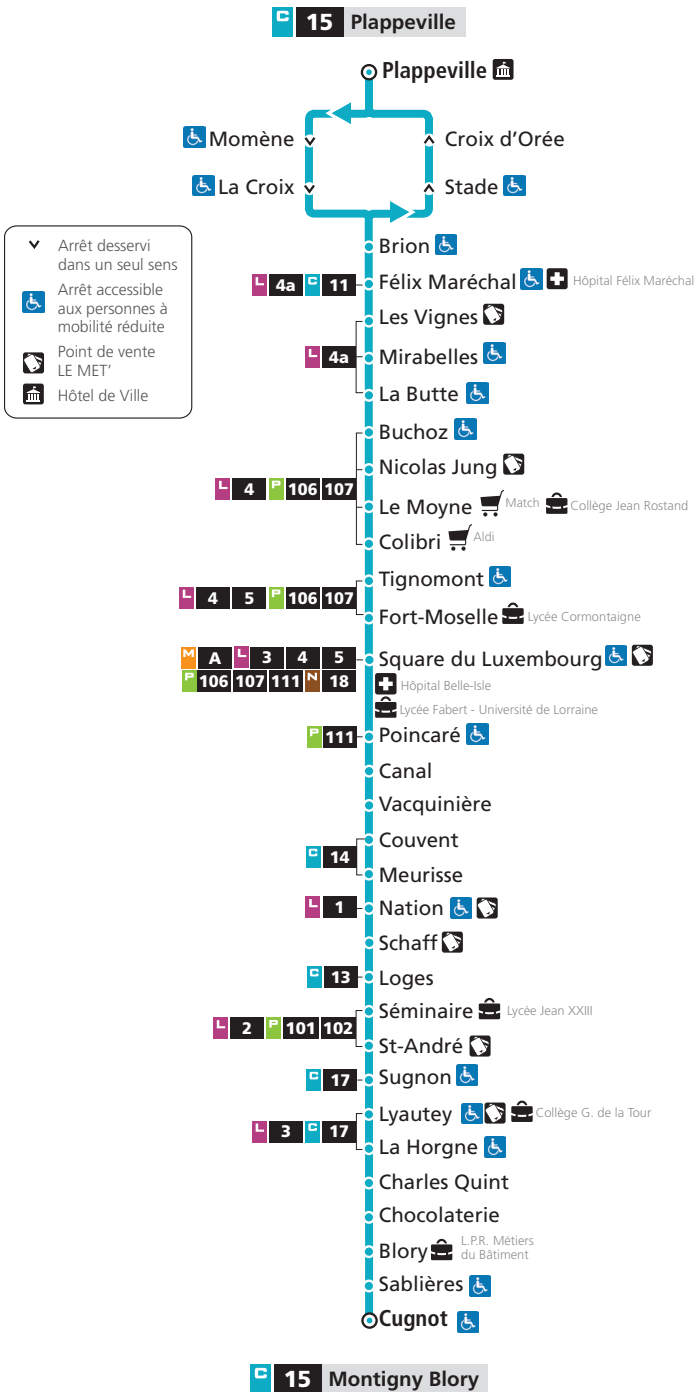 C 15 Plappeville
Plappeville
Momène
Croix d'Orée
La Croix
Stade
Arrêt desservi
dans un seul sens
Arrêt accessible
aux personnes à
mobilité réduite
Point de vente
LE MET'
Hôtel de Ville
Brion
L 4a C 11 Félix Maréchal Hôpital Félix Maréchal
Les Vignes
L 4a Mirabelles
La Butte
Buchoz
Nicolas Jung
L 4 P 106 107
Le Moyne Match Collège Jean Rostand
Colibri Aldi
Tignomont
L 4 5 P 106 107
Fort-Moselle Lycée Cormontaigne
M A L 3 4 5 Square du Luxembourg
P 106 107 111 N 18 Hôpital Belle-Isle
Lycée Fabert - Université de Lorraine
P 111 Poincaré
Canal
Vacquinière
Couvent
C 14
Meurisse
L 1 Nation
Schaff
C 13 Loges
Séminaire Lycée Jean XXIII
L 2 P 101 102
St-André
C 17 Sugnon
Lyautey Collège G. de la Tour
L 3 C 17
La Horgne
Charles Quint
Chocolaterie
Blory L.P.R. Métiers
du Bâtiment
Sablières
Cugnot
C 15 Montigny Blory